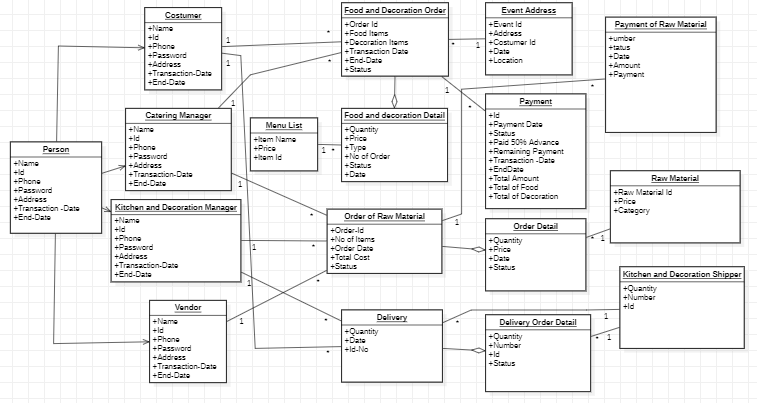 Costumer
+Name
+Id
+Phone
+Password
+Address
+Transaction-Date
+End-Date
1
1
Food and Decoration Order
+Order Id
+Food Items
+Decoration Items
+Transaction Date
+End-Date
+Status
*
*
*
1
Event Address
+Event Id
+Address
+Costumer Id
+Date
+Location
Payment of Raw Material
+umber
+tatus
+Date
+Amount
+Payment
*
1
*
Catering Manager
+Name
+Id
+Phone
+Password
+Address
+Transaction-Date
+End-Date
1
1
Menu List
+Item Name
+Price
+Item Id
1
*
Food and decoration Detail
+Quantity
+Price
+Type
+No of Order
+Status
+Date
Payment
+Id
+Payment Date
+Status
+Paid 50% Advance
+Remaining Payment
+Transaction -Date
+EndDate
+Total Amount
+Total of Food
+Total of Decoration
Person
+Name
+Id
+Phone
+Password
+Address
+Transaction -Date
+End-Date
Raw Material
+Raw Material Id
+Price
+Category
*
1
Kitchen and Decoration Manager
+Name
+Id
+Phone
+Password
+Address
+Transaction-Date
+End-Date
1
1
Order of Raw Material
+Order-Id
+No of Items
+Order Date
+Total Cost
+Status
*
*
*
1
Order Detail
+Quantity
+Price
+Date
+Status
Kitchen and Decoration Shipper
+Quantity
+Number
+Id
1
1
Vendor
+Name
+Id
+Phone
+Password
+Address
+Transaction-Date
+End-Date
1
Delivery
+Quantity
+Date
+Id-No
*
*
*
Delivery Order Detail
+Quantity
+Number
+Id
+Status
*